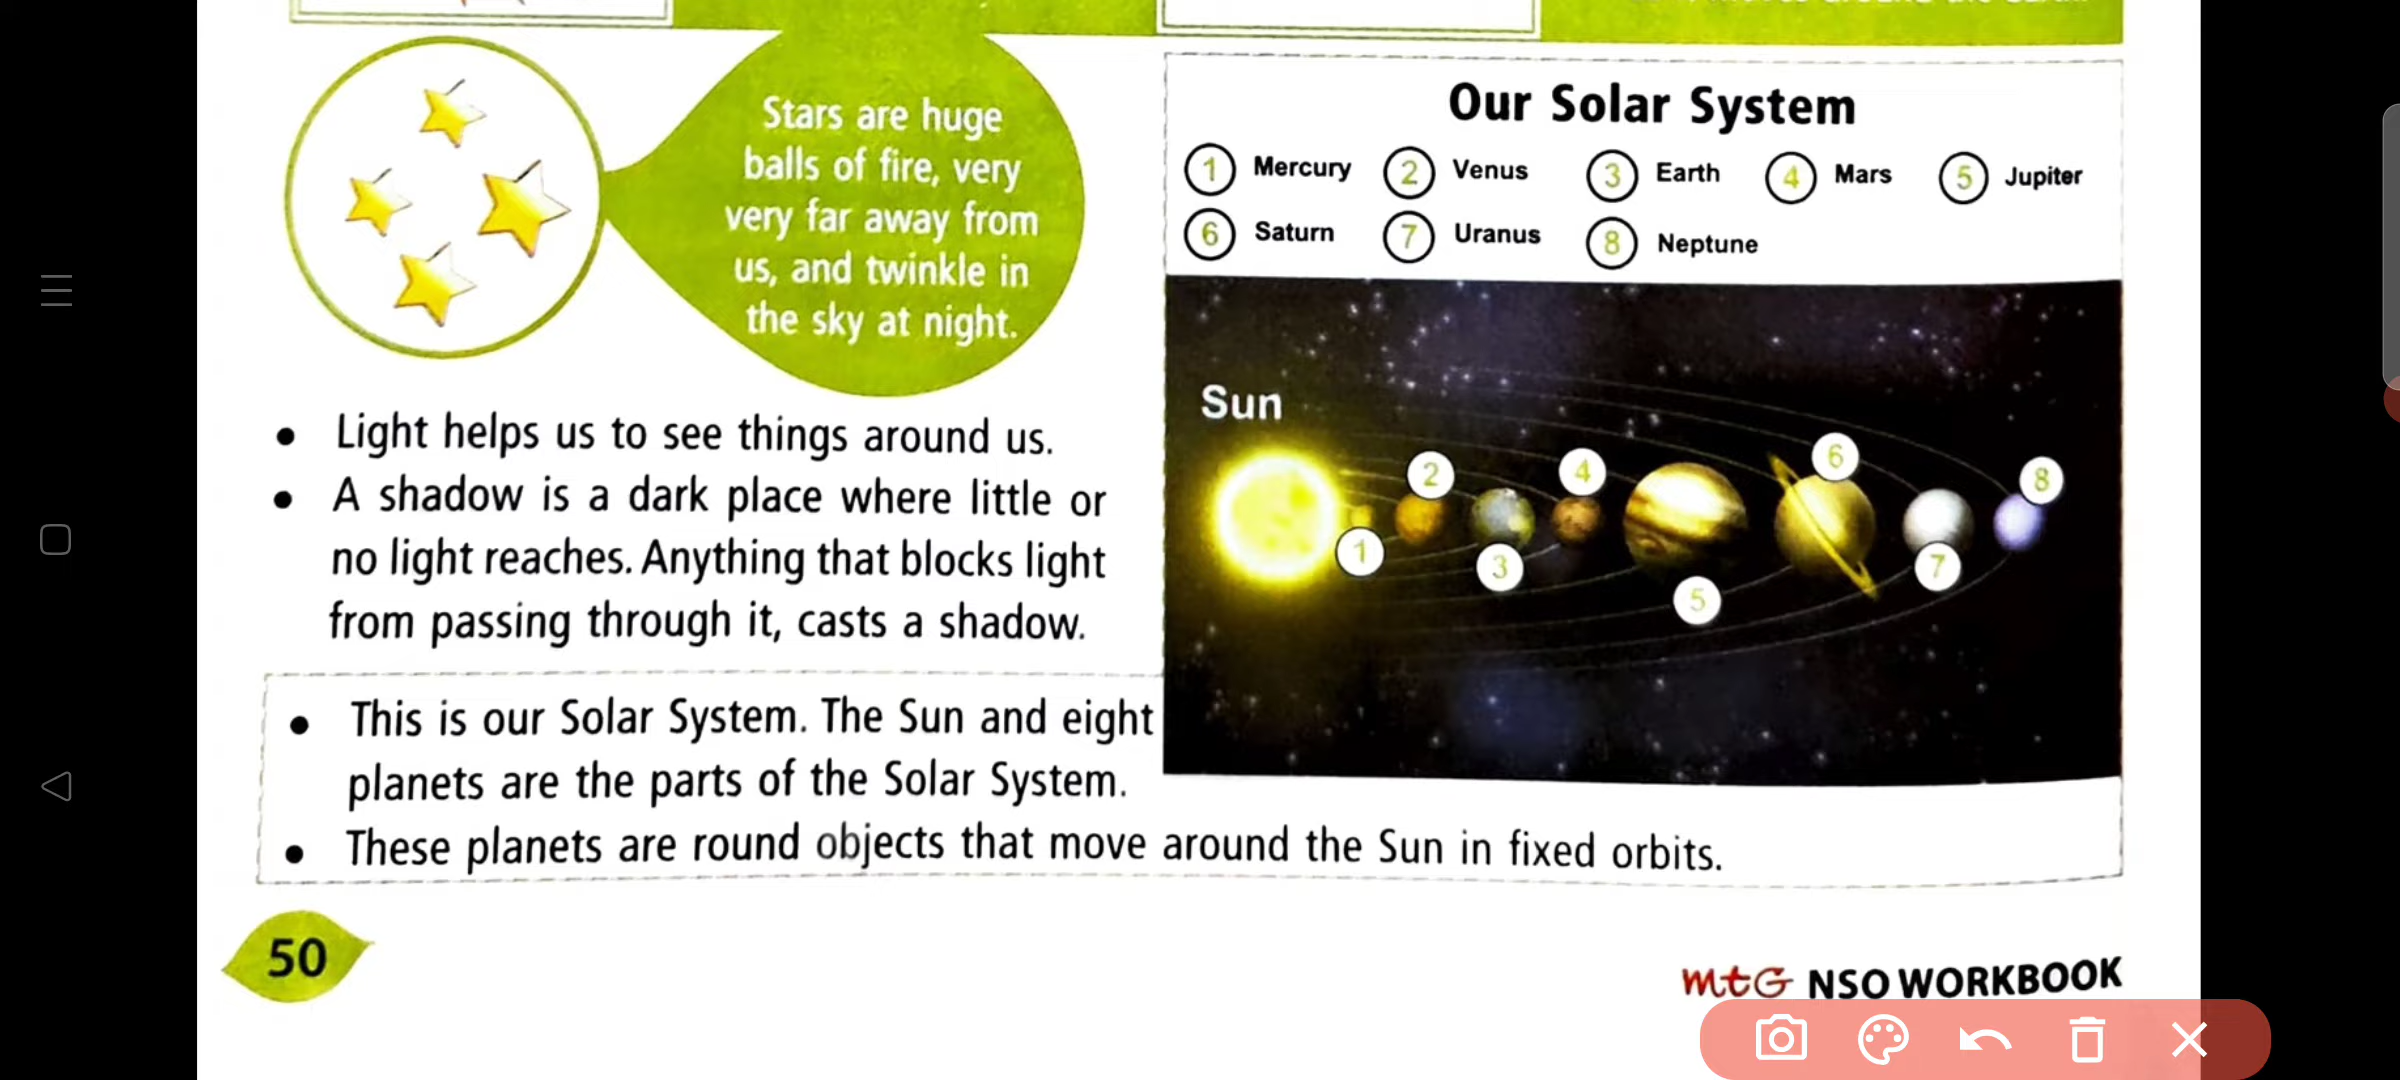 Stars are huge
balls of fire, very
very far away from
us, and twinkle in
the sky at night.
Our Solar System
1 Mercury 2 Venus 3 Earth 4 Mars 5 Jupiter
6 Saturn 7 Uranus 8 Neptune
Sun
1
2
3
4
5
6
7
8
• Light helps us to see things around us.
• A shadow is a dark place where little or
no light reaches. Anything that blocks light
from passing through it, casts a shadow.
• This is our Solar System. The Sun and eight
planets are the parts of the Solar System.
• These planets are round objects that move around the Sun in fixed orbits.
50
mtG NSO WORKBOOK